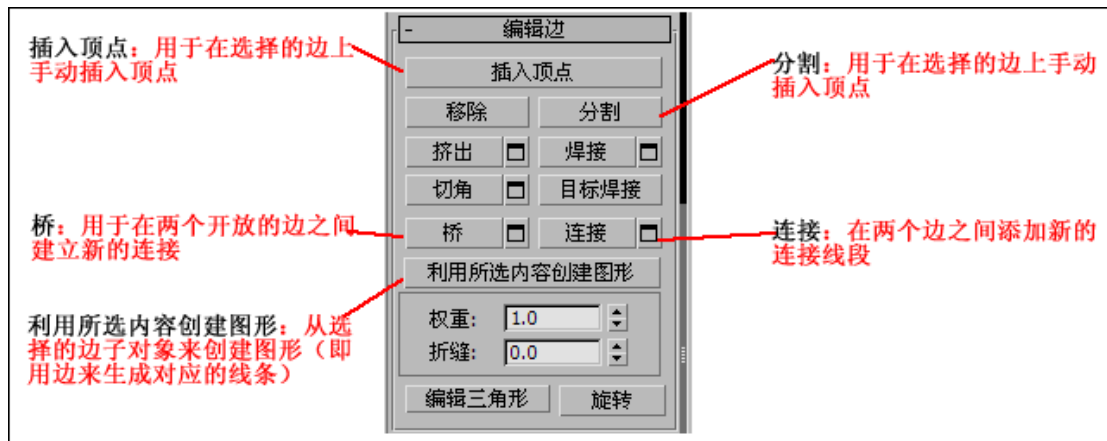 插入顶点：用于在选择的边上
手动插入顶点
桥：用于在两个开放的边之间
建立新的连接
利用所选内容创建图形：从选
择的边子对象来创建图形（即
用边来生成对应的线条）
- 编辑边
插入顶点
移除 分割
挤出 焊接
切角 目标焊接
桥 连接
利用所选内容创建图形
权重: 1.0
折缝: 0.0
编辑三角形 旋转
分割：用于在选择的边上手动
插入顶点
连接：在两个边之间添加新的
连接线段